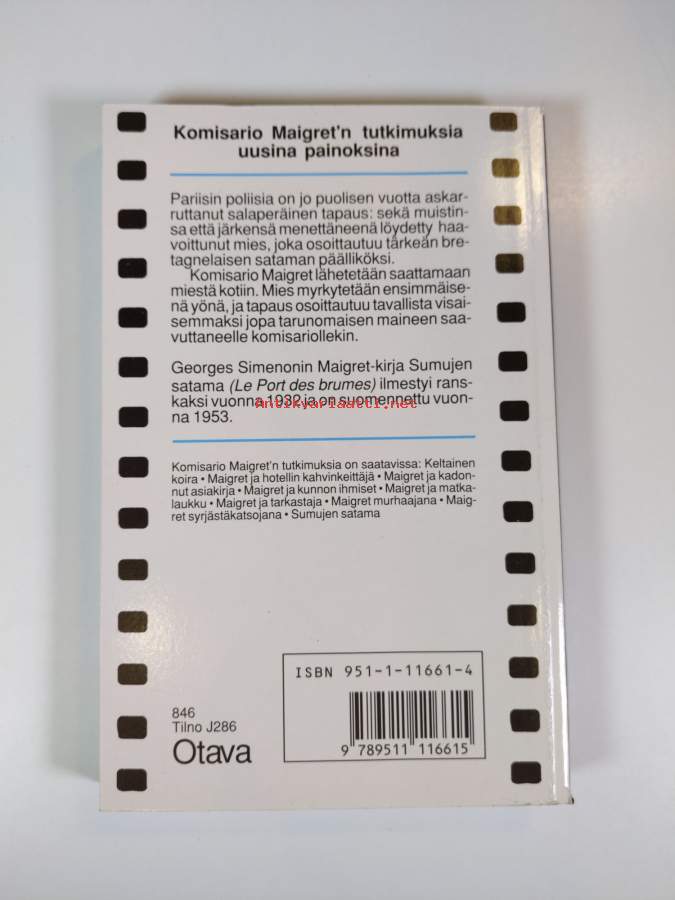 Komisario Maigret'n tutkimuksia
uusina painoksina
Pariisin poliisia on jo puolisen vuotta askar-
ruttanut salaperäinen tapaus: sekä muistin-
sa että järkensä menettäneenä löydetty haa-
voittunut mies, joka osoittautuu tärkeän bre-
tagnelaisen sataman päälliköksi.
Komisario Maigret lähetetään saattamaan
miestä kotiin. Mies myrkytetään ensimmäise-
nä yönä, ja tapaus osoittautuu tavallista visai-
semmaksi jopa tarunomaisen maineen saa-
vuttaneelle komisariollekin.
Georges Simenonin Maigret-kirja Sumujen
satama (Le Port des brumes) ilmestyi rans-
kaksi vuonna 1932 ja on suomennettu vuon-
na 1953.
Antikvariaatti.net
Komisario Maigret'n tutkimuksia on saatavissa: Keltainen
koira • Maigret ja hotellin kahvinkeittäjä • Maigret ja kadon-
nut asiakirja • Maigret ja kunnon ihmiset • Maigret ja matka-
laukku • Maigret ja tarkastaja • Maigret murhaajana • Maig-
ret syrjästäkatsojana • Sumujen satama
ISBN 951-1-11661-4
846
Tilno J286
Otava
9 789511 116615